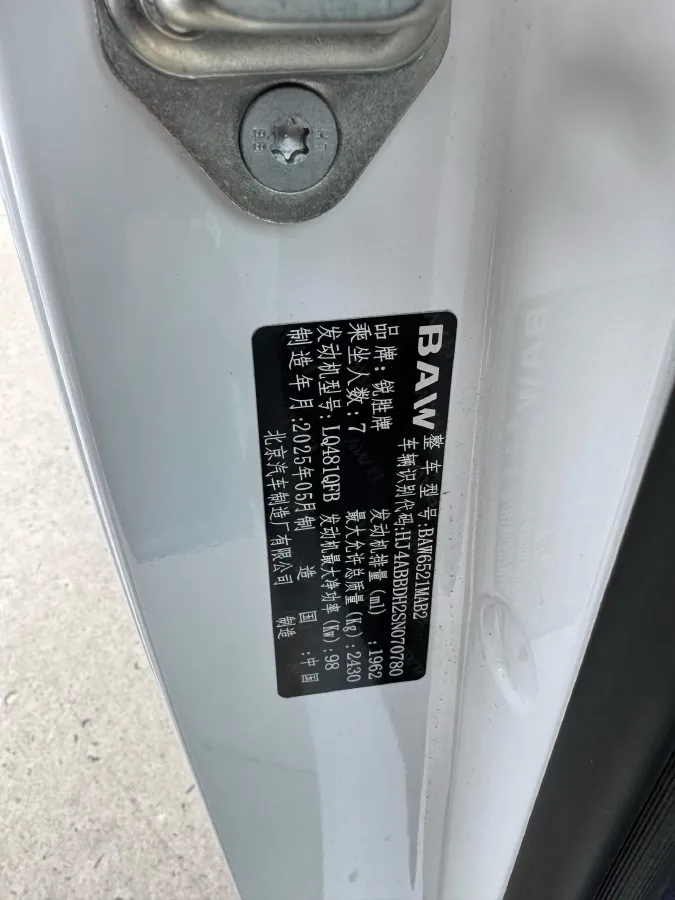 BAW
整车型号:BAW6521MAB2
车辆识别代码:HJ4ABBDH2SN070780
品牌:锐胜牌 发动机排量(ml):1962
乘坐人数:7 最大允许总质量(Kg):2430
发动机型号:LQ481QFB 发动机最大净功率(Kw):98
制造年月:2025年05月制 制造国:中国
北京汽车制造厂有限公司 制造